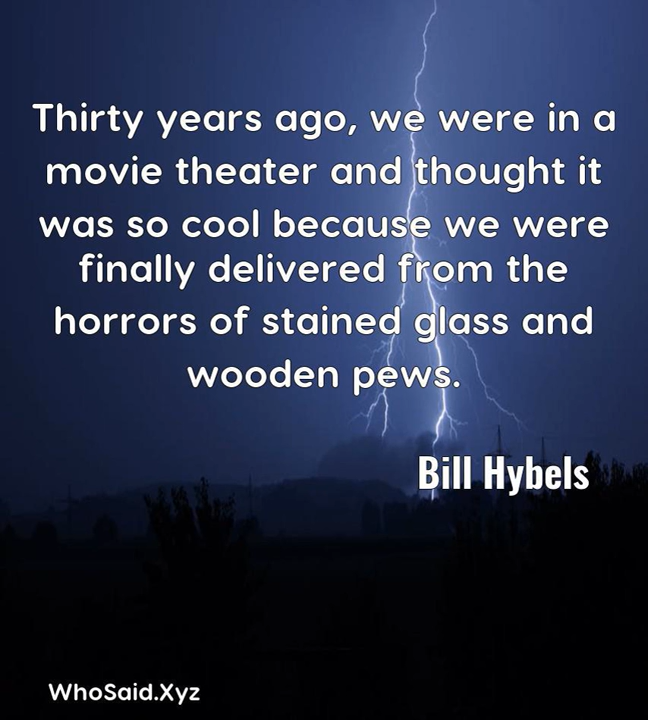 Thirty years ago, we were in a
movie theater and thought it
was so cool because we were
finally delivered from the
horrors of stained glass and
wooden pews.
Bill Hybels
WhoSaid.Xyz